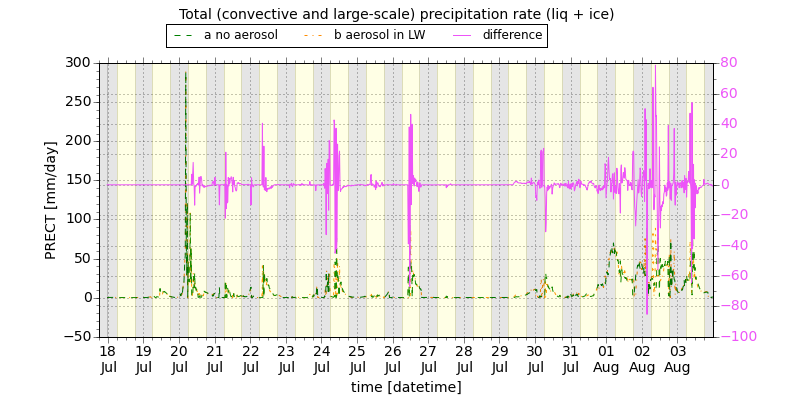 Total (convective and large-scale) precipitation rate (liq + ice)
a no aerosol b aerosol in LW difference
300 80
250 60
200 40
150 20
100 0
50 −20
0 −40
−50 −60
−80
−100
PRECT [mm/day]
18 19 20 21 22 23 24 25 26 27 28 29 30 31 01 02 03
Jul Jul Jul Jul Jul Jul Jul Jul Jul Jul Jul Jul Jul Jul Aug Aug Aug
time [datetime]